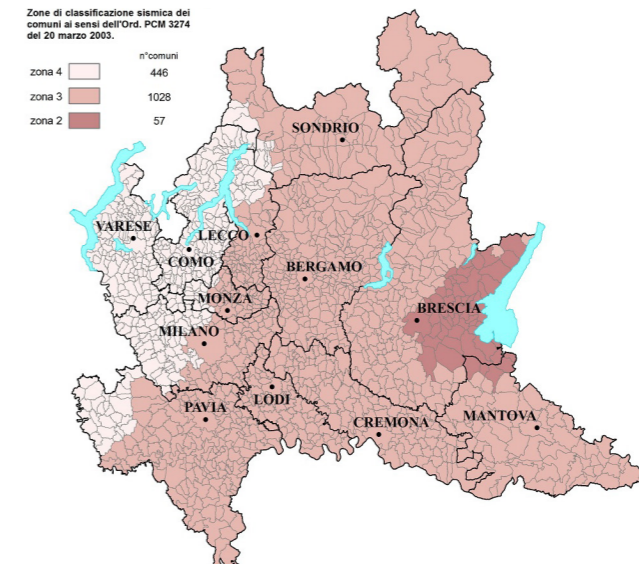 Zone di classificazione sismica dei
comuni ai sensi dell'Ord. PCM 3274
del 20 marzo 2003.
n°comuni
zona 4 446
zona 3 1028
zona 2 57
SONDRIO
VARESE
LECCO
COMO
BERGAMO
MONZA
BRESCIA
MILANO
PAVIA
LODI
CREMONA
MANTOVA